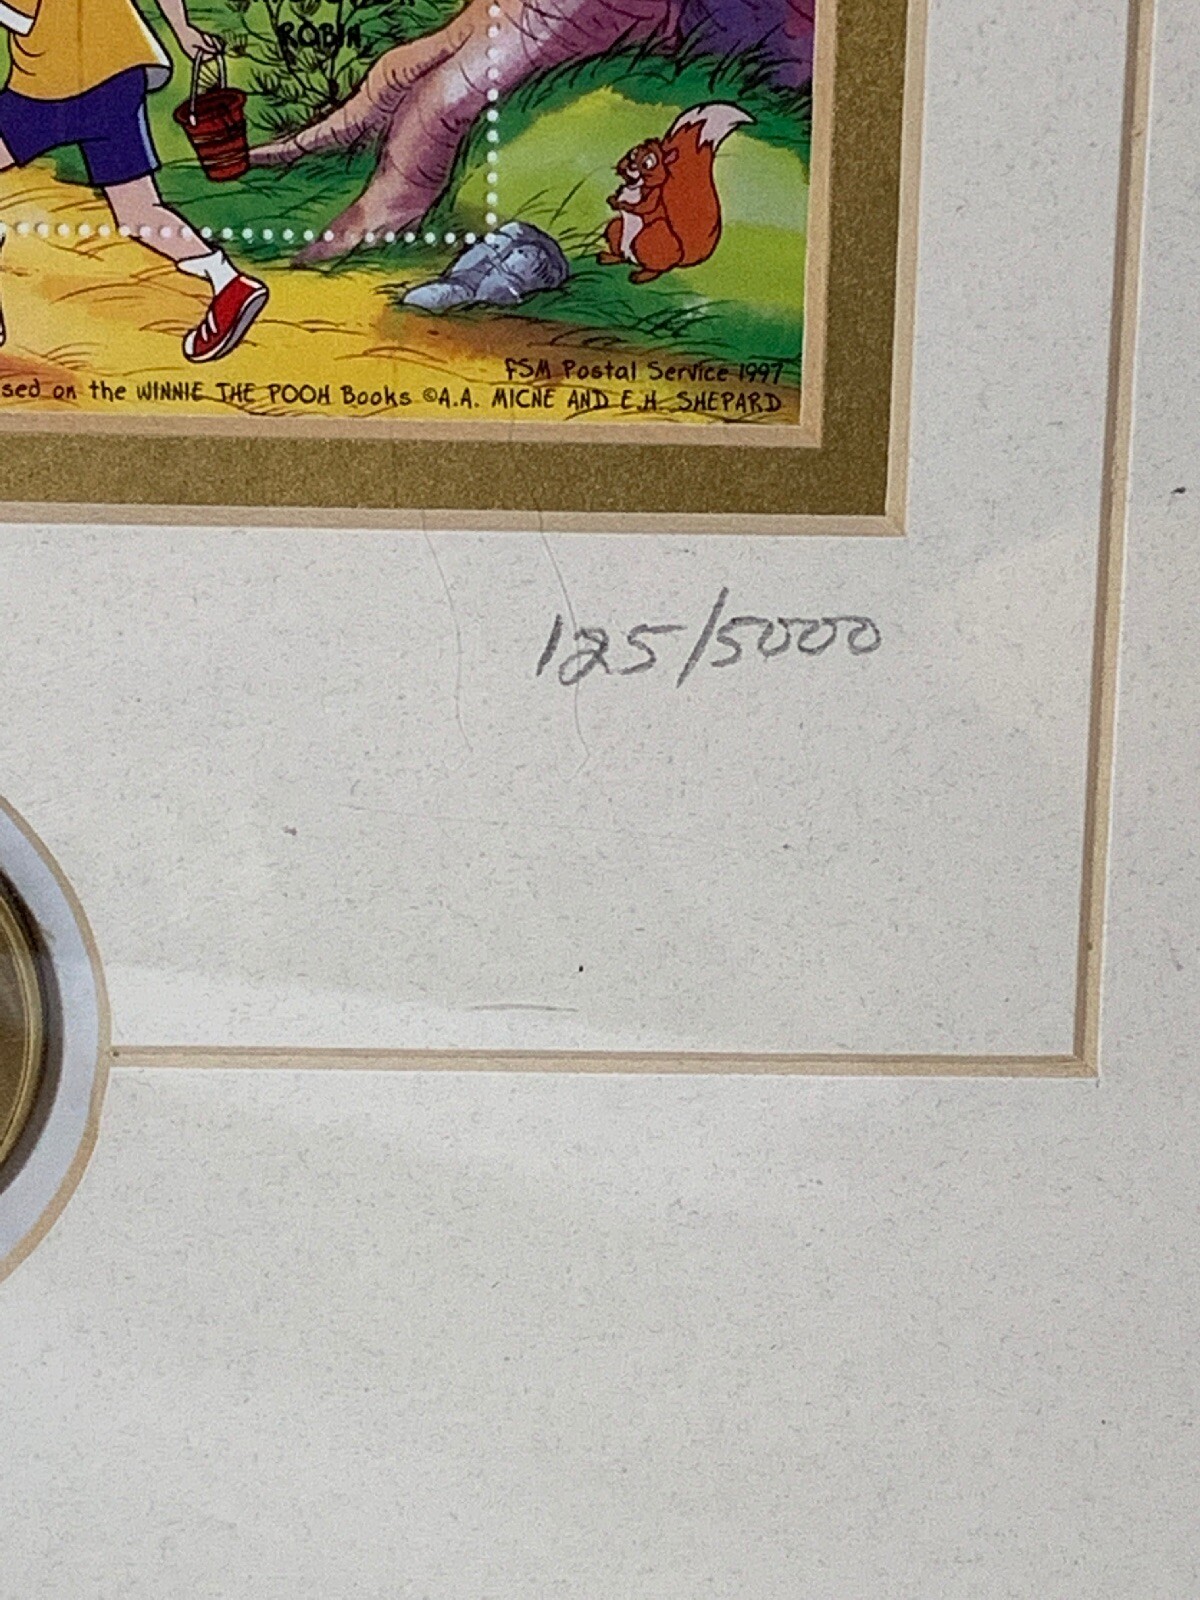 ROBIN
FSM Postal Service 1997
sed on the WINNIE THE POOH Books ©A.A. MICNE AND E.H. SHEPARD
125/5000